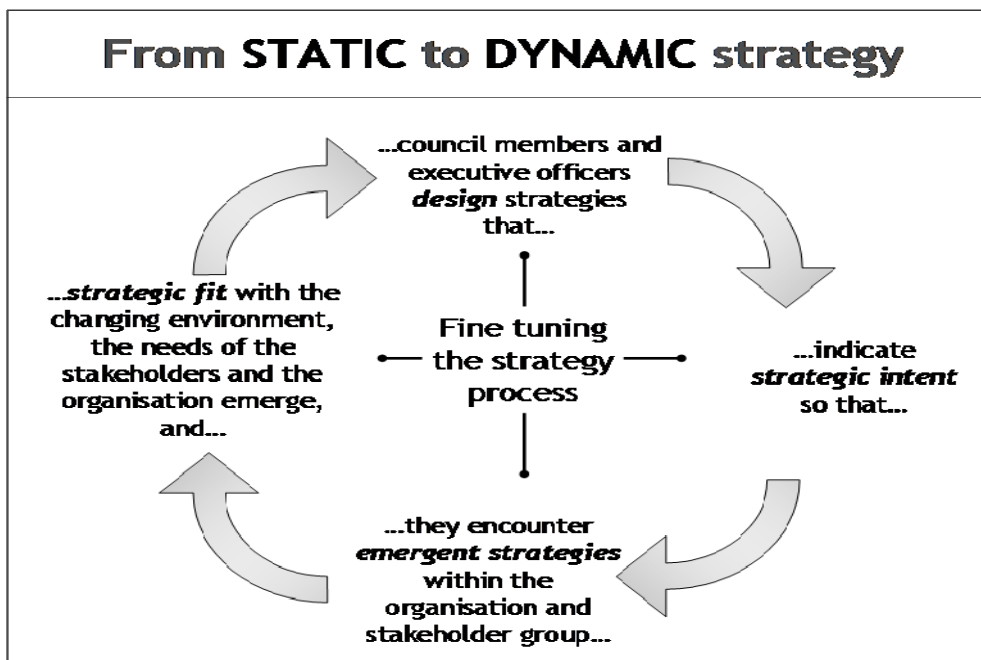 From STATIC to DYNAMIC strategy
...council members and
executive officers
design strategies
that...
...indicate
strategic intent
so that...
...they encounter
emergent strategies
within the
organisation and
stakeholder group...
...strategic fit with the
changing environment,
the needs of the
stakeholders and the
organisation emerge,
and...
Fine tuning
the strategy
process